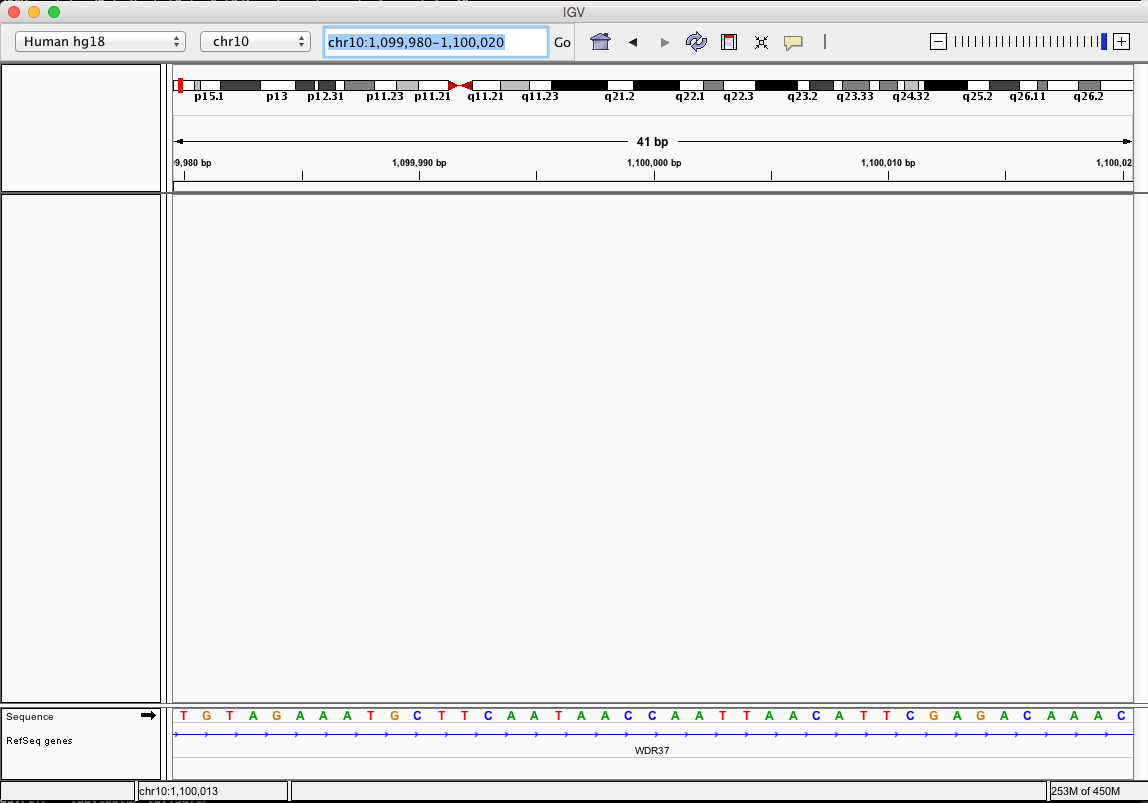 IGV
Human hg18 chr10 chr10:1,099,980-1,100,020 Go
p15.1 p13 p12.31 p11.23 p11.21 q11.21 q11.23 q21.2 q22.1 q22.3 q23.2 q23.33 q24.32 q25.2 q26.11 q26.2
41 bp
9,980 bp 1,099,990 bp 1,100,000 bp 1,100,010 bp 1,100,02
Sequence T G T A G A A A T G C T T C A A T A A C C A A T T A A C A T T C G A G A C A A A C
RefSeq genes
WDR37
chr10:1,100,013 253M of 450M